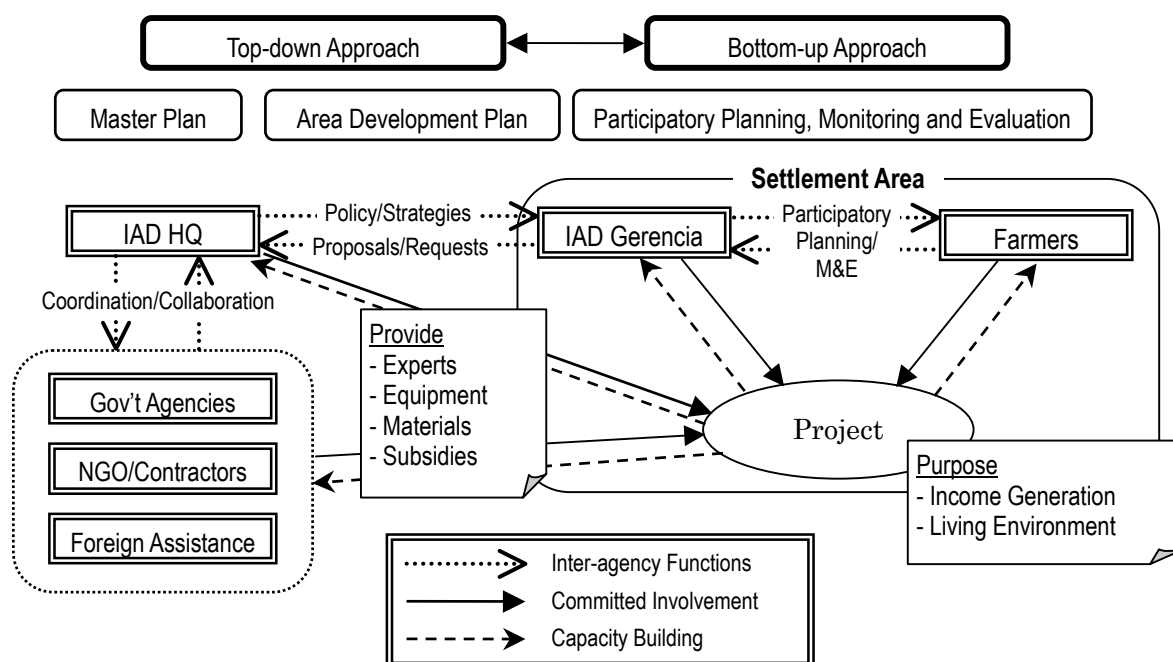 Top-down Approach
Bottom-up Approach
Master Plan
Area Development Plan
Participatory Planning, Monitoring and Evaluation
Settlement Area
IAD HQ
Policy/Strategies
Proposals/Requests
IAD Gerencia
Participatory
Planning/
M&E
Farmers
Coordination/Collaboration
Provide
- Experts
- Equipment
- Materials
- Subsidies
Gov't Agencies
NGO/Contractors
Foreign Assistance
Project
Purpose
- Income Generation
- Living Environment
Inter-agency Functions
Committed Involvement
Capacity Building